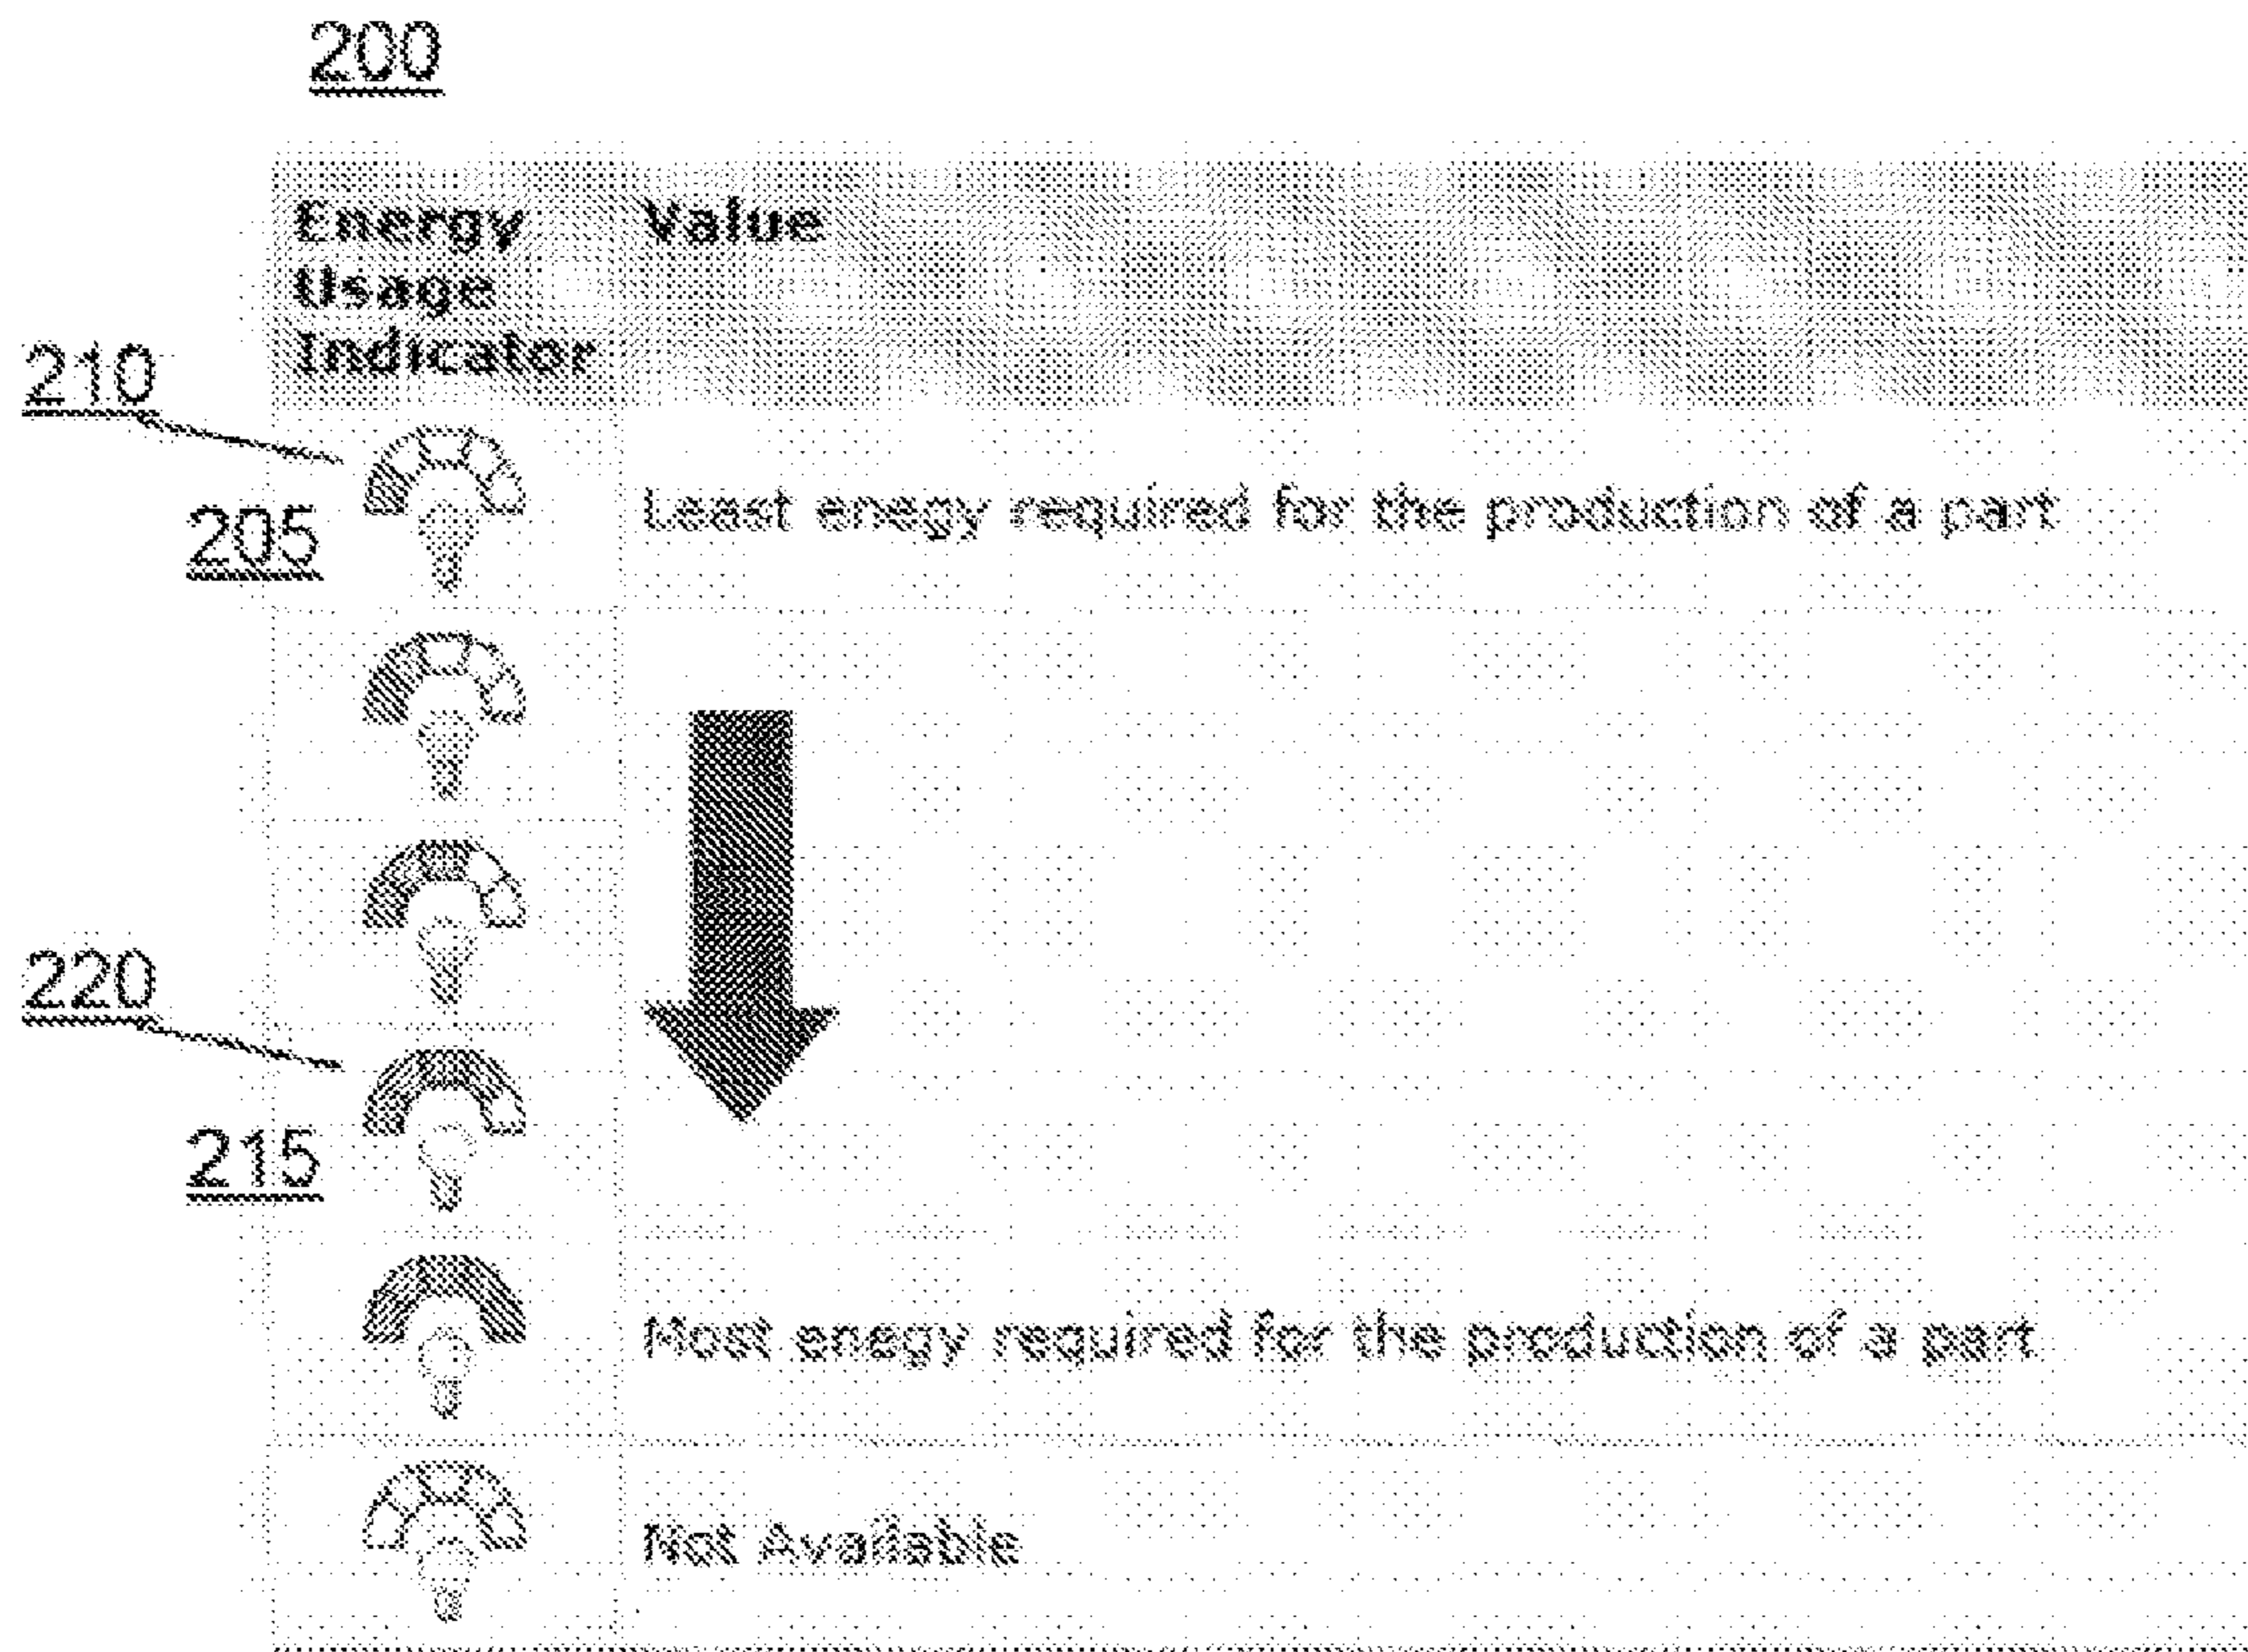 200
Energy Value
Usage
Indicator
210
205
Least enegy required for the production of a part
220
215
Most enegy required for the production of a part
Not Available